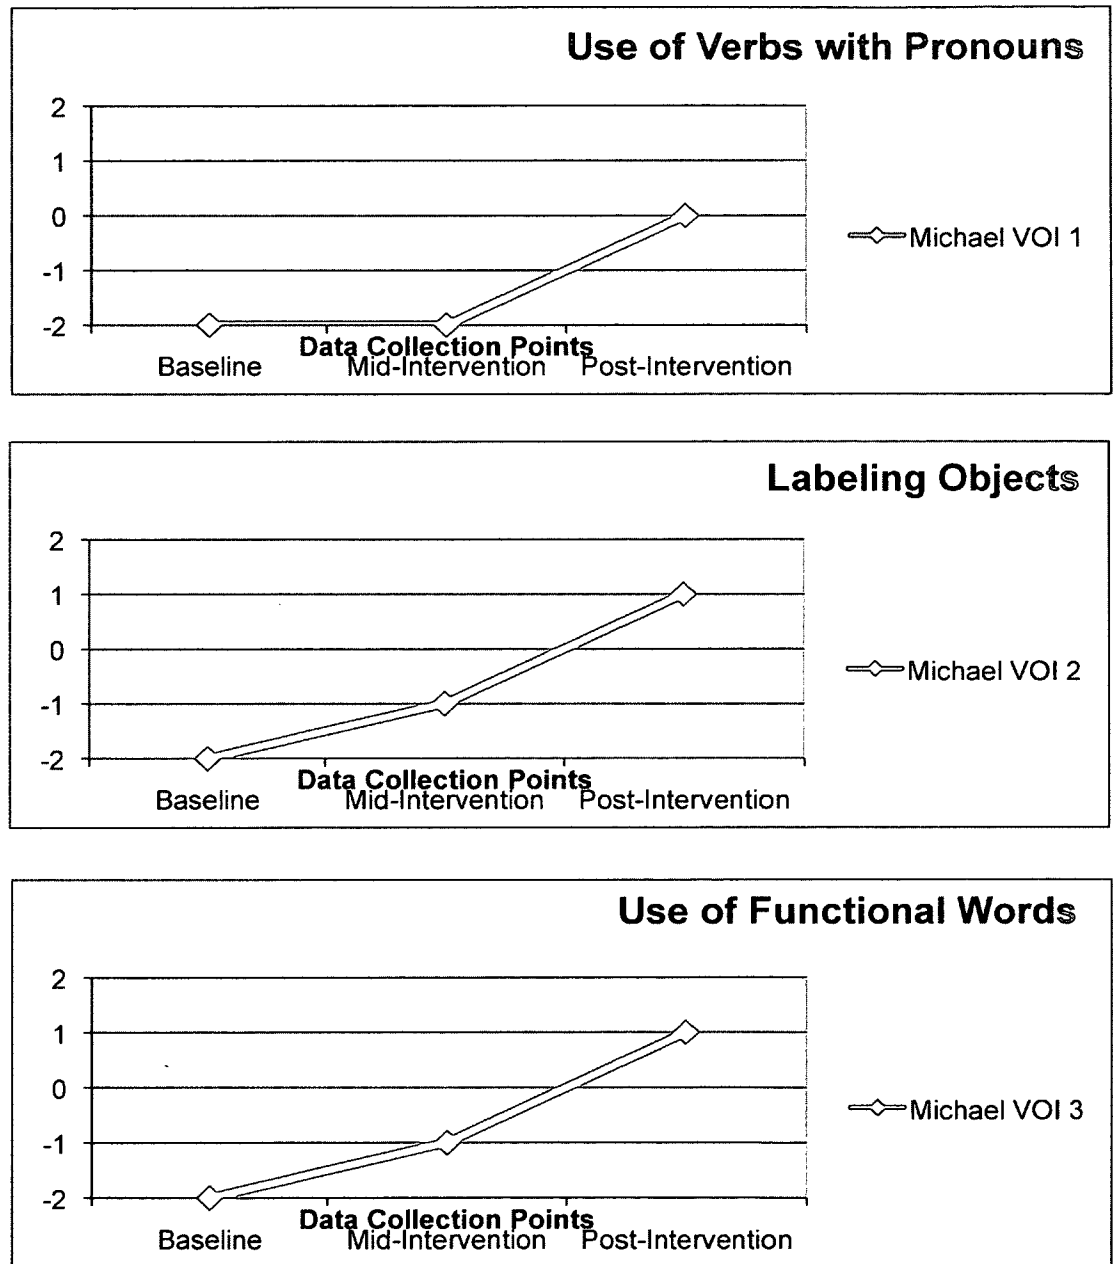 Use of Verbs with Pronouns
2
1
0
-1
-2
Michael VOI 1
Data Collection Points
Baseline Mid-Intervention Post-Intervention
Labeling Objects
2
1
0
-1
-2
Michael VOI 2
Data Collection Points
Baseline Mid-Intervention Post-Intervention
Use of Functional Words
2
1
0
-1
-2
Michael VOI 3
Data Collection Points
Baseline Mid-Intervention Post-Intervention